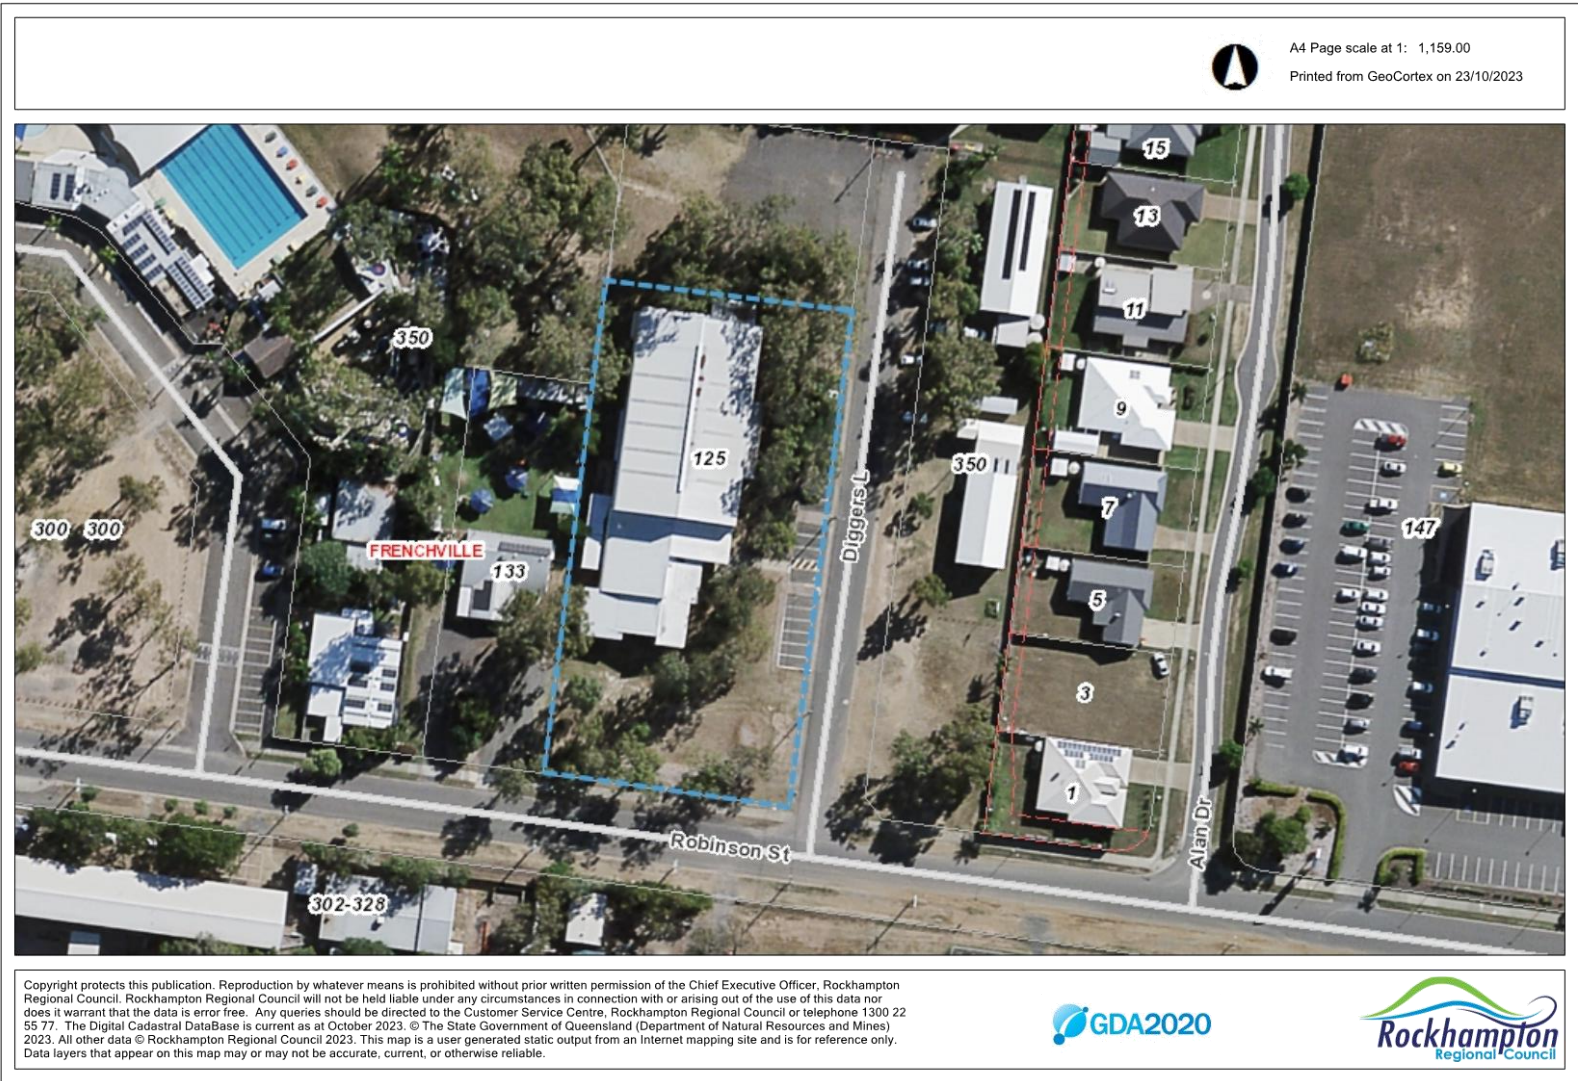 A4 Page scale at 1: 1,159.00
Printed from GeoCortex on 23/10/2023
15
13
11
350
9
125
350
7
Diggers L
300 300
147
FRENCHVILLE
133
5
3
1
Alan Dr
Robinson St
302-328
Copyright protects this publication. Reproduction by whatever means is prohibited without prior written permission of the Chief Executive Officer, Rockhampton
Regional Council. Rockhampton Regional Council will not be held liable under any circumstances in connection with or arising out of the use of this data nor
does it warrant that the data is error free. Any queries should be directed to the Customer Service Centre, Rockhampton Regional Council or telephone 1300 22
55 77. The Digital Cadastral DataBase is current as at October 2023. © The State Government of Queensland (Department of Natural Resources and Mines)
2023. All other data © Rockhampton Regional Council 2023. This map is a user generated static output from an Internet mapping site and is for reference only.
Data layers that appear on this map may or may not be accurate, current, or otherwise reliable.
GDA2020
Rockhampton
Regional Council